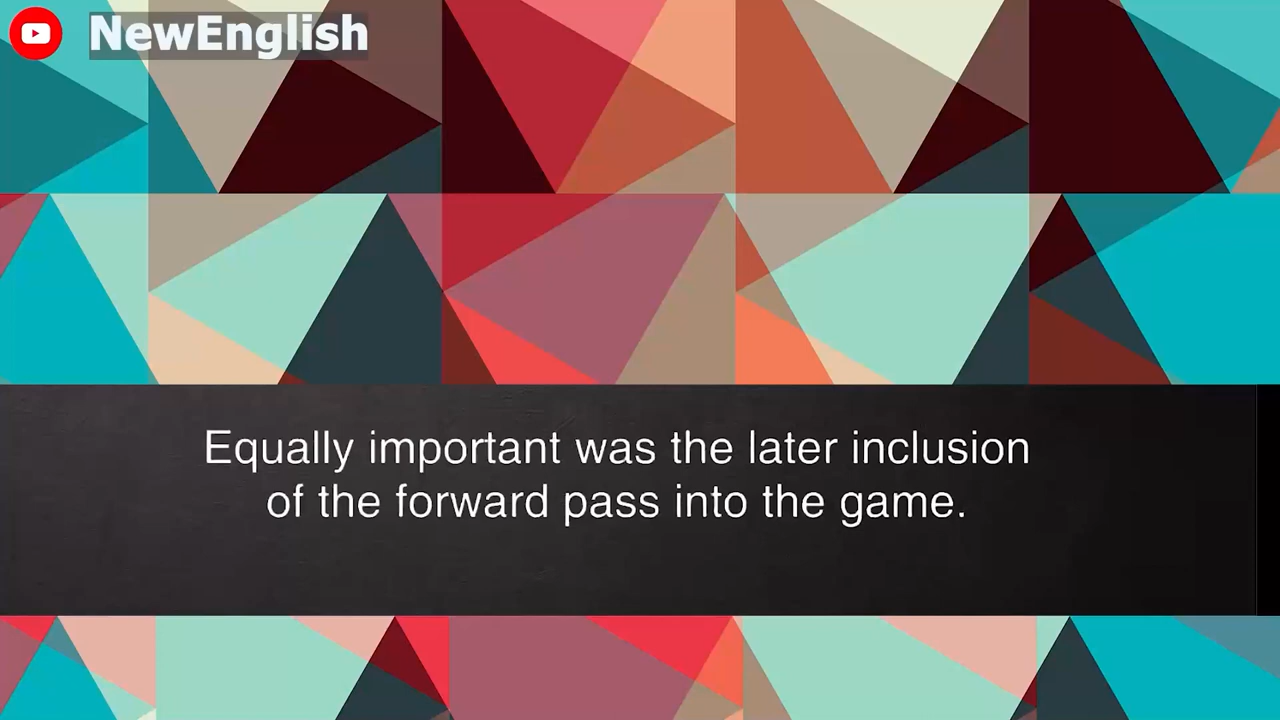 NewEnglish
Equally important was the later inclusion
of the forward pass into the game.